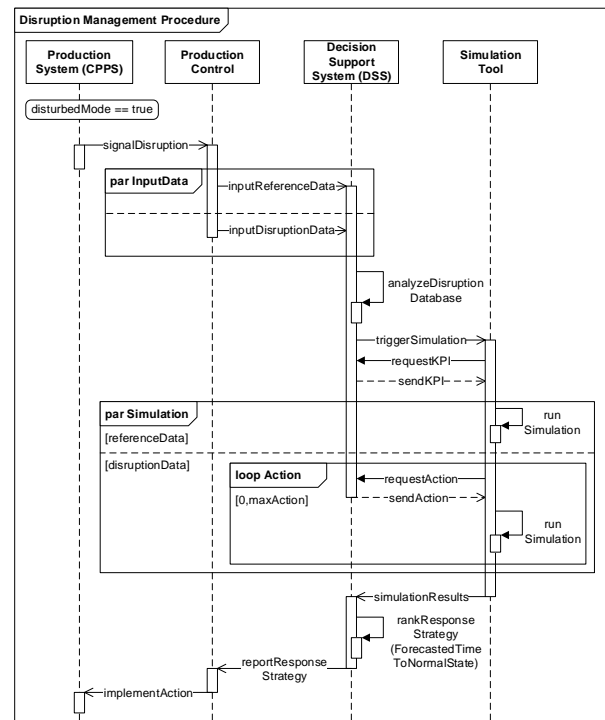 Disruption Management Procedure
Production
System (CPPS)
Production
Control
Decision
Support
System (DSS)
Simulation
Tool
disturbedMode == true
signalDisruption
par InputData
inputReferenceData
inputDisruptionData
analyzeDisruption
Database
triggerSimulation
requestKPI
sendKPI
par Simulation
[referenceData]
run
Simulation
[disruptionData]
loop Action
[0,maxAction]
requestAction
sendAction
run
Simulation
simulationResults
rankResponse
Strategy
(ForecastedTime
ToNormalState)
reportResponse
Strategy
implementAction